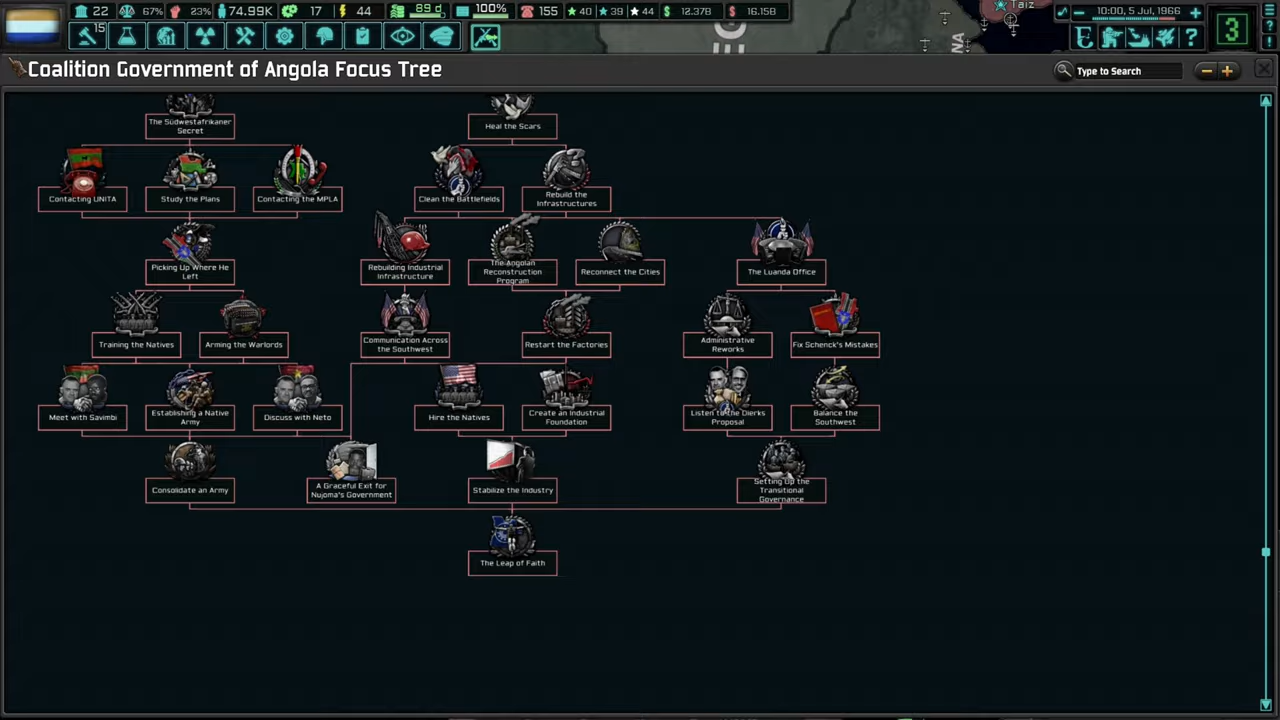 22 67% 23% 74.99K 17 44 89 d 100% 155 40 39 44 $ 12.37B $ 16.15B
10:00, 5 Jul, 1966
15
3
Taiz
Coalition Government of Angola Focus Tree
Type to Search
The Südwestafrikaner
Secret
Heal the Scars
Contacting UNITA
Study the Plans
Contacting the MPLA
Clean the Battlefields
Rebuild the
Infrastructures
Picking Up Where He
Left
Rebuilding Industrial
Infrastructure
The Angolan
Reconstruction
Program
Reconnect the Cities
The Luanda Office
Training the Natives
Arming the Warlords
Communication Across
the Southwest
Restart the Factories
Administrative
Reworks
Fix Schenck's Mistakes
Meet with Savimbi
Establishing a Native
Army
Discuss with Neto
Hire the Natives
Create an Industrial
Foundation
Listen to the Dierks
Proposal
Balance the
Southwest
Consolidate an Army
A Graceful Exit for
Nujoma's Government
Stabilize the Industry
Setting Up the
Transitional
Governance
The Leap of Faith